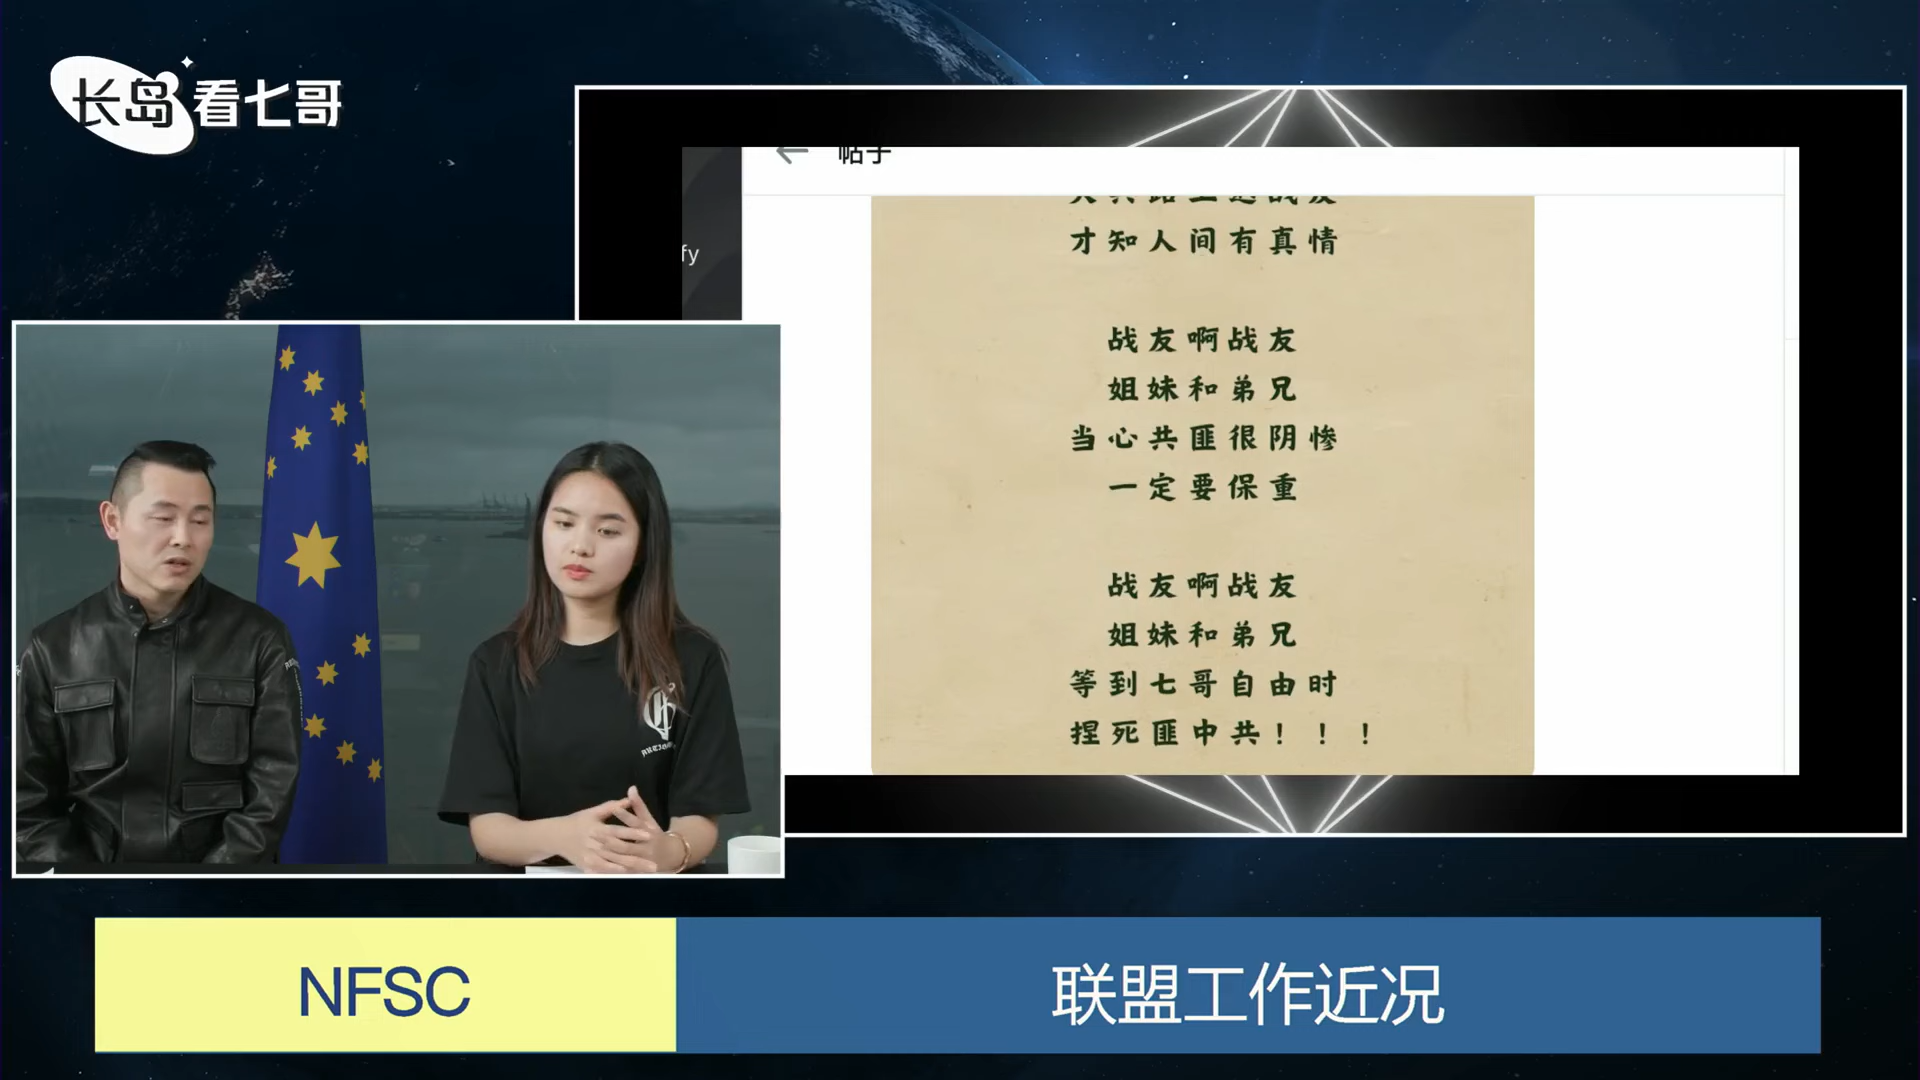 长岛看七哥
帖子
fy
才知人间有真情
战友啊战友
姐妹和弟兄
当心共匪很阴惨
一定要保重
战友啊战友
姐妹和弟兄
等到七哥自由时
捏死匪中共！！！
NFSC
联盟工作近况